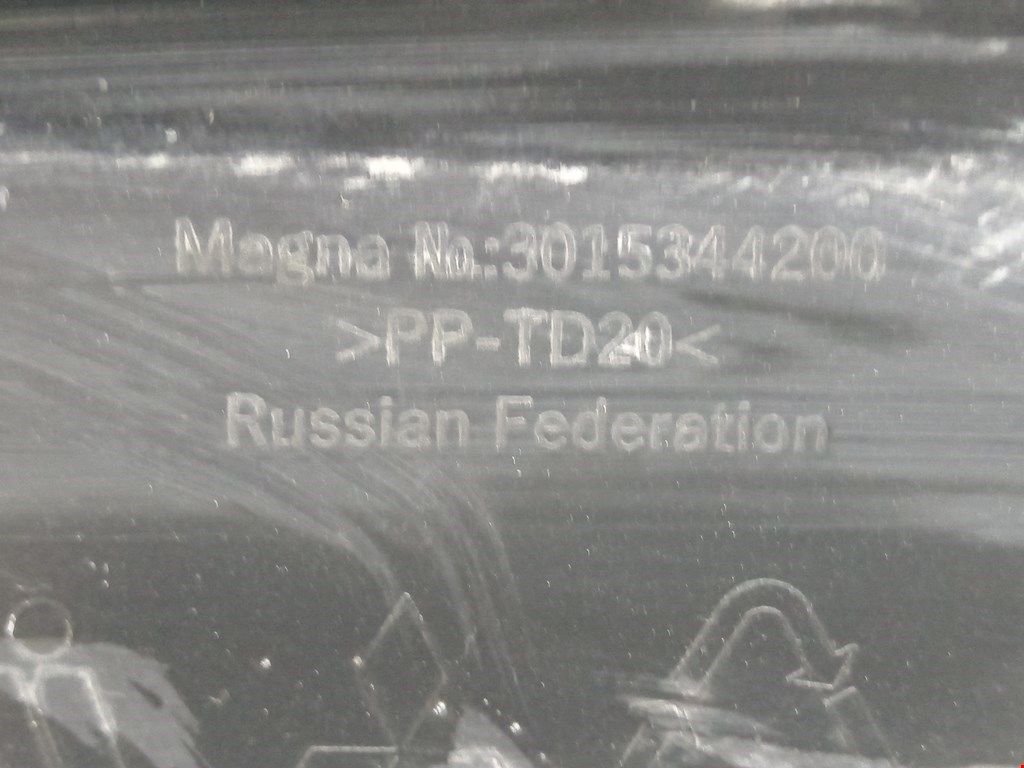 Magna No.:3015344200
>PP-TD20<
Russian Federation